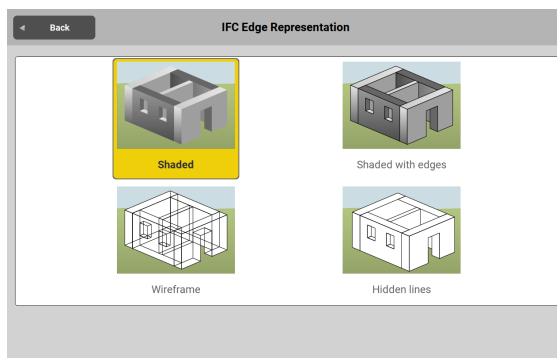 Back
IFC Edge Representation
Shaded
Shaded with edges
Wireframe
Hidden lines